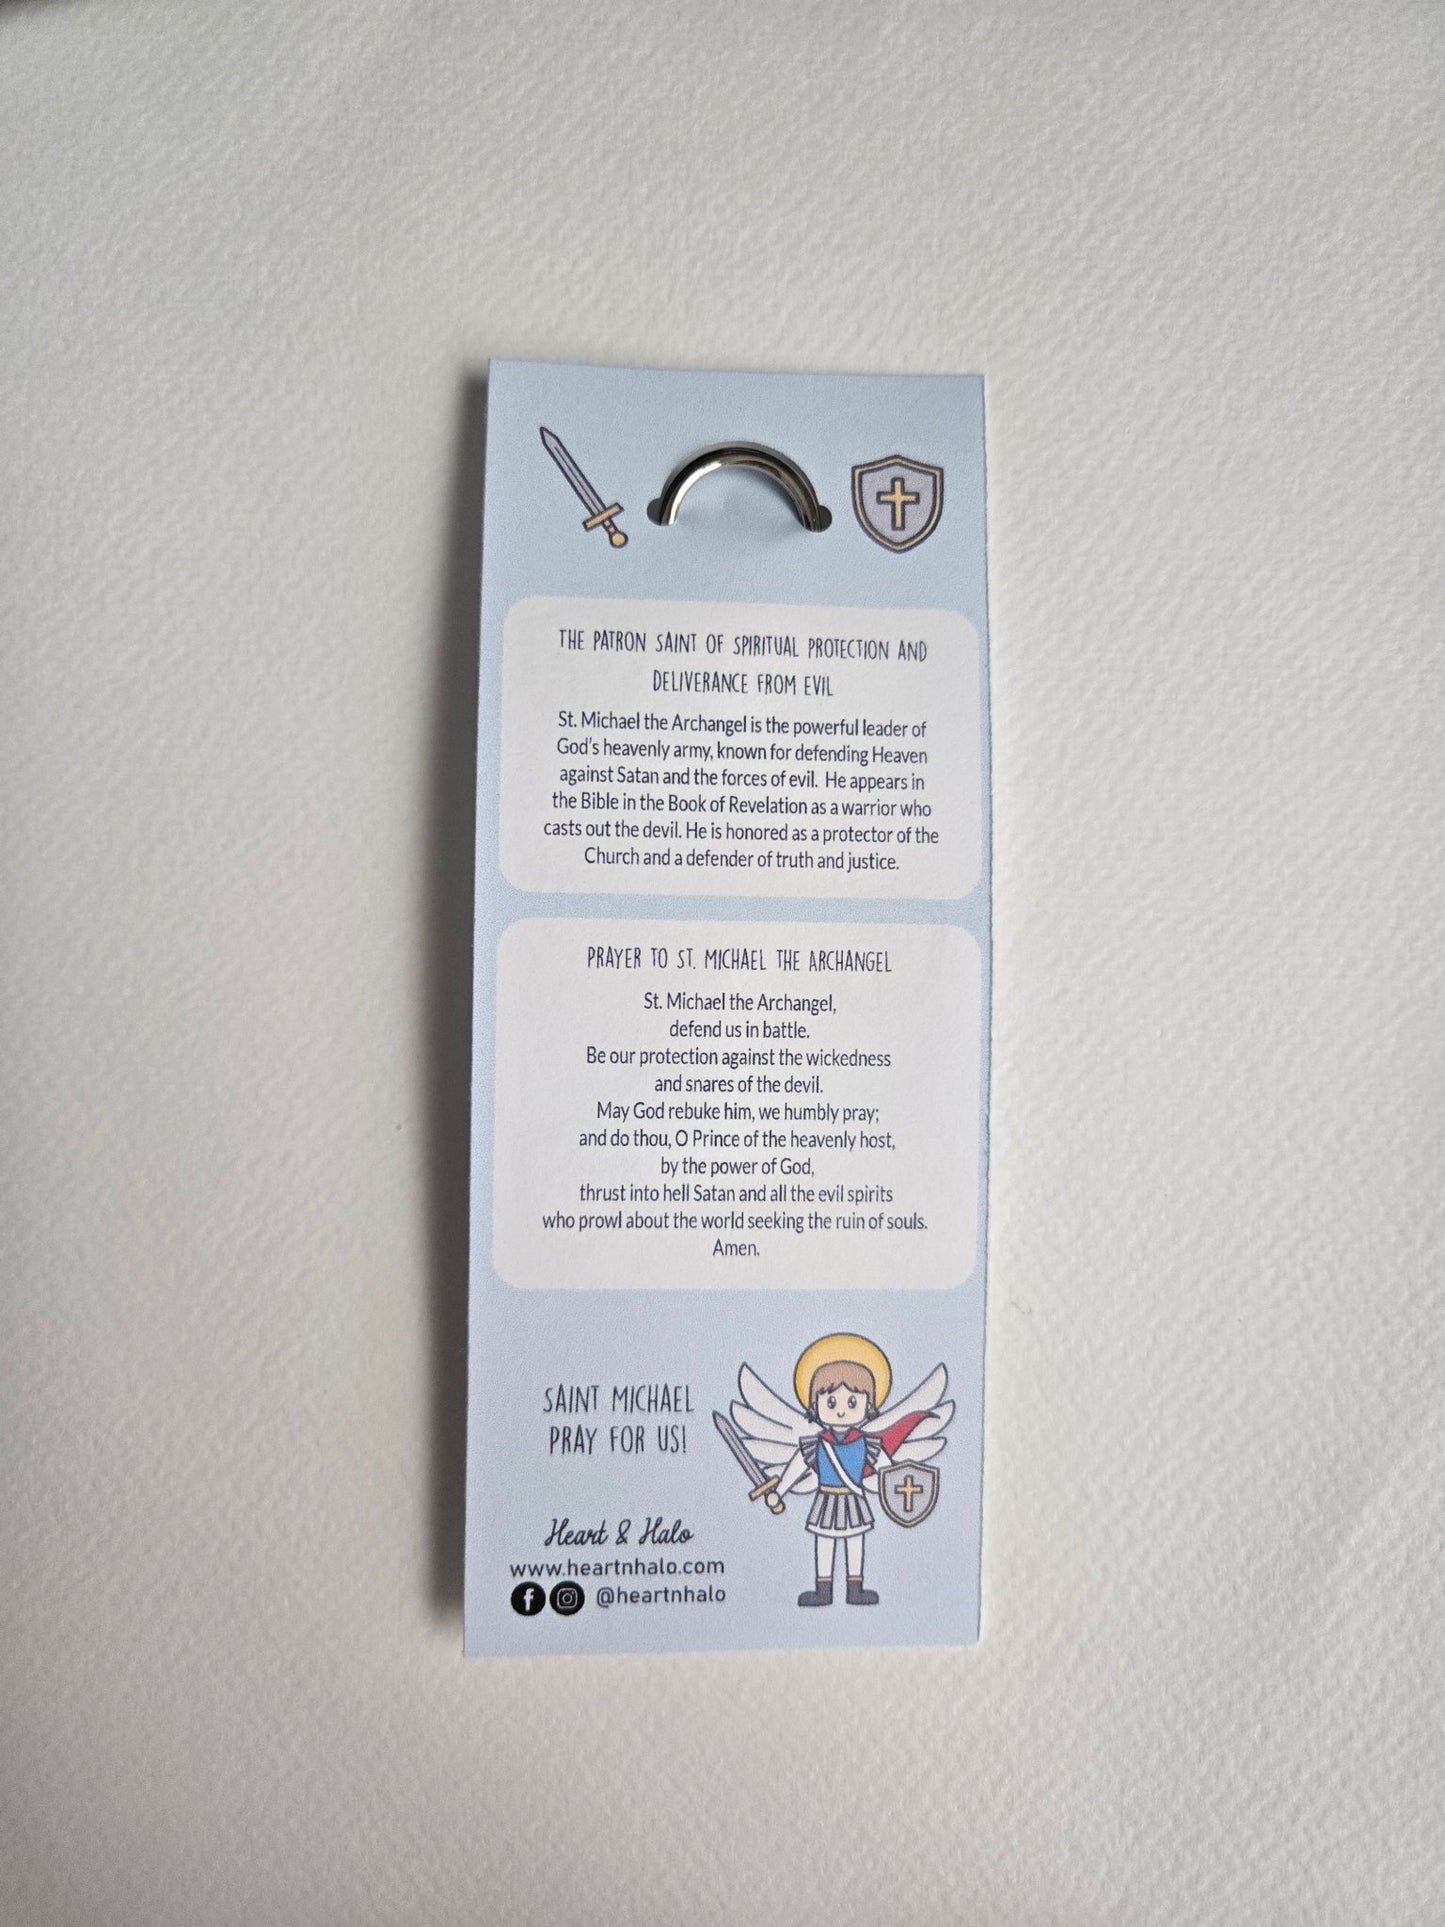 THE PATRON SAINT OF SPIRITUAL PROTECTION AND
DELIVERANCE FROM EVIL
St. Michael the Archangel is the powerful leader of
God's heavenly army, known for defending Heaven
against Satan and the forces of evil. He appears in
the Bible in the Book of Revelation as a warrior who
casts out the devil. He is honored as a protector of the
Church and a defender of truth and justice.
PRAYER TO ST. MICHAEL THE ARCHANGEL
St. Michael the Archangel,
defend us in battle.
Be our protection against the wickedness
and snares of the devil.
May God rebuke him, we humbly pray;
and do thou, O Prince of the heavenly host,
by the power of God,
thrust into hell Satan and all the evil spirits
who prowl about the world seeking the ruin of souls.
Amen.
SAINT MICHAEL
PRAY FOR US!
Heart & Halo
www.heartnhalo.com
@heartnhalo